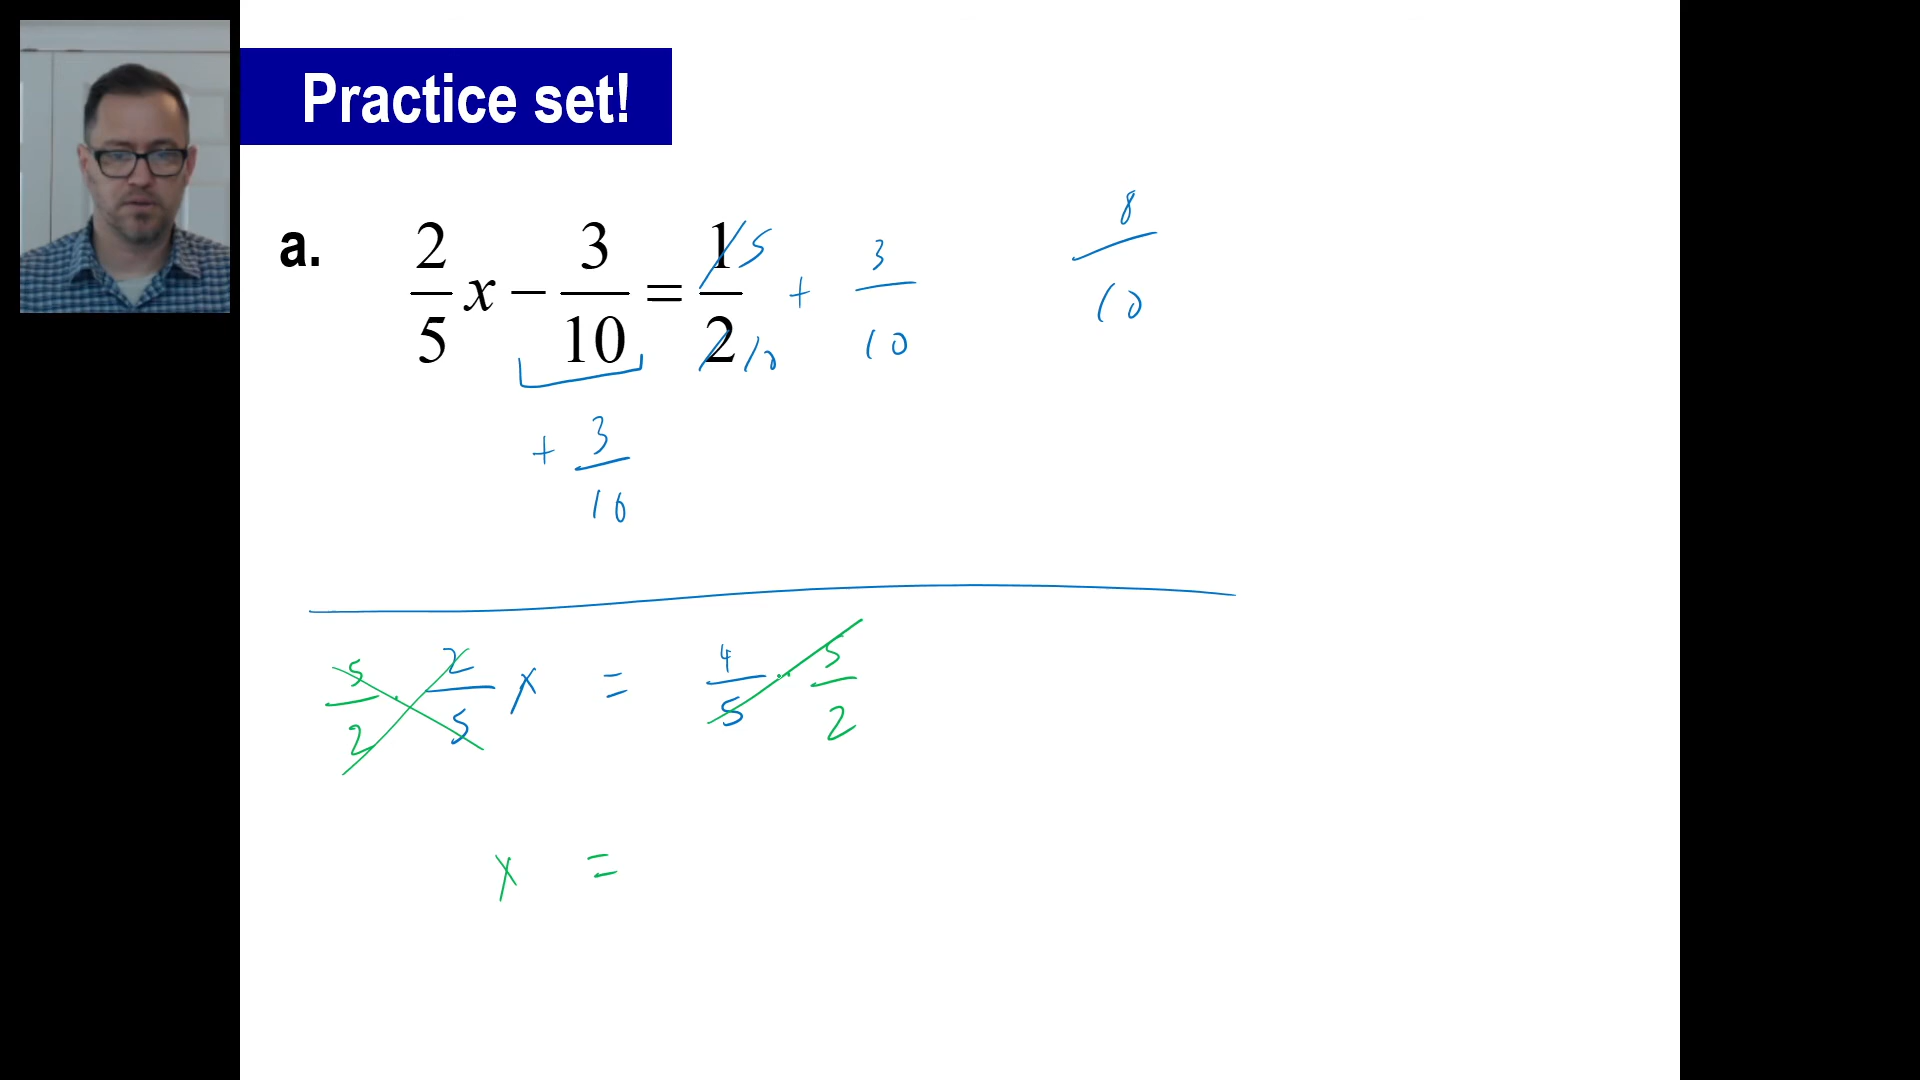 Practice set!
a. 2/5 x − 3/10 = 1/2 5/10 + 3/10 8/10
+ 3/10
5/2 · 2/5 x = 4/5 · 5/2
x =